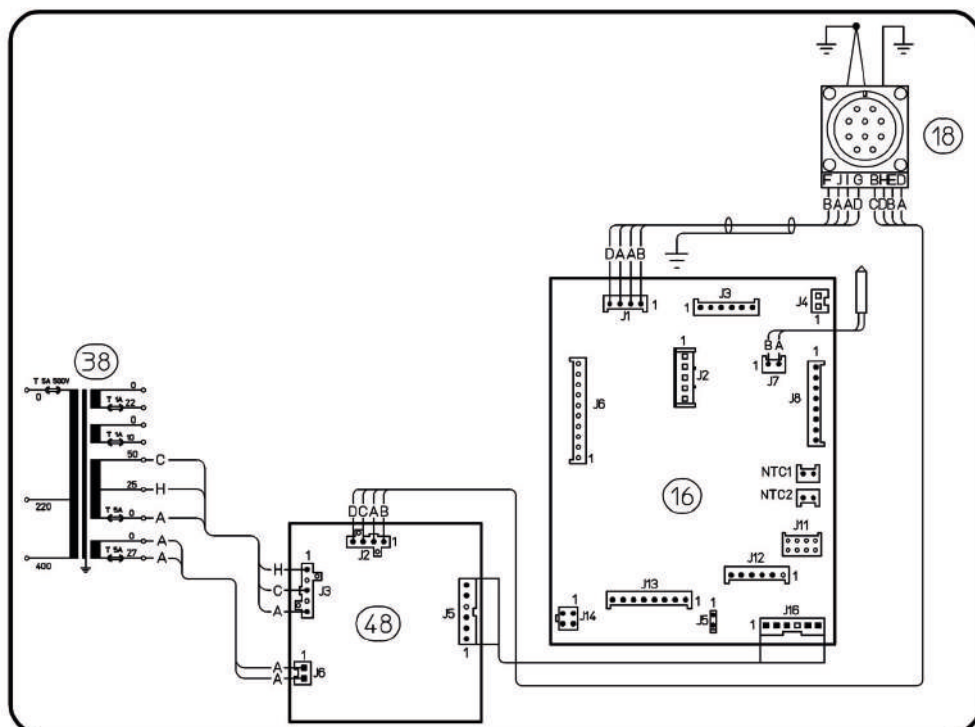 18
F J I G B H E D
B A A D C D B A
D A A B
1
J1
1
J3
J4
1
B A
1
J7
1
J2
J6
1
1
J8
38
T 5A 500V
0
0
T 1A 22
0
T 1A 10
50
C
25
H
T 5A 0
A
0
A
T 5A 27
A
220
400
16
NTC1
NTC2
J11
J12
1
J13
1
1
J14
1
J5
J16
1
D C A B
J2
1
1
H
C
J3
A
48
J5
1
1
A
A
J6